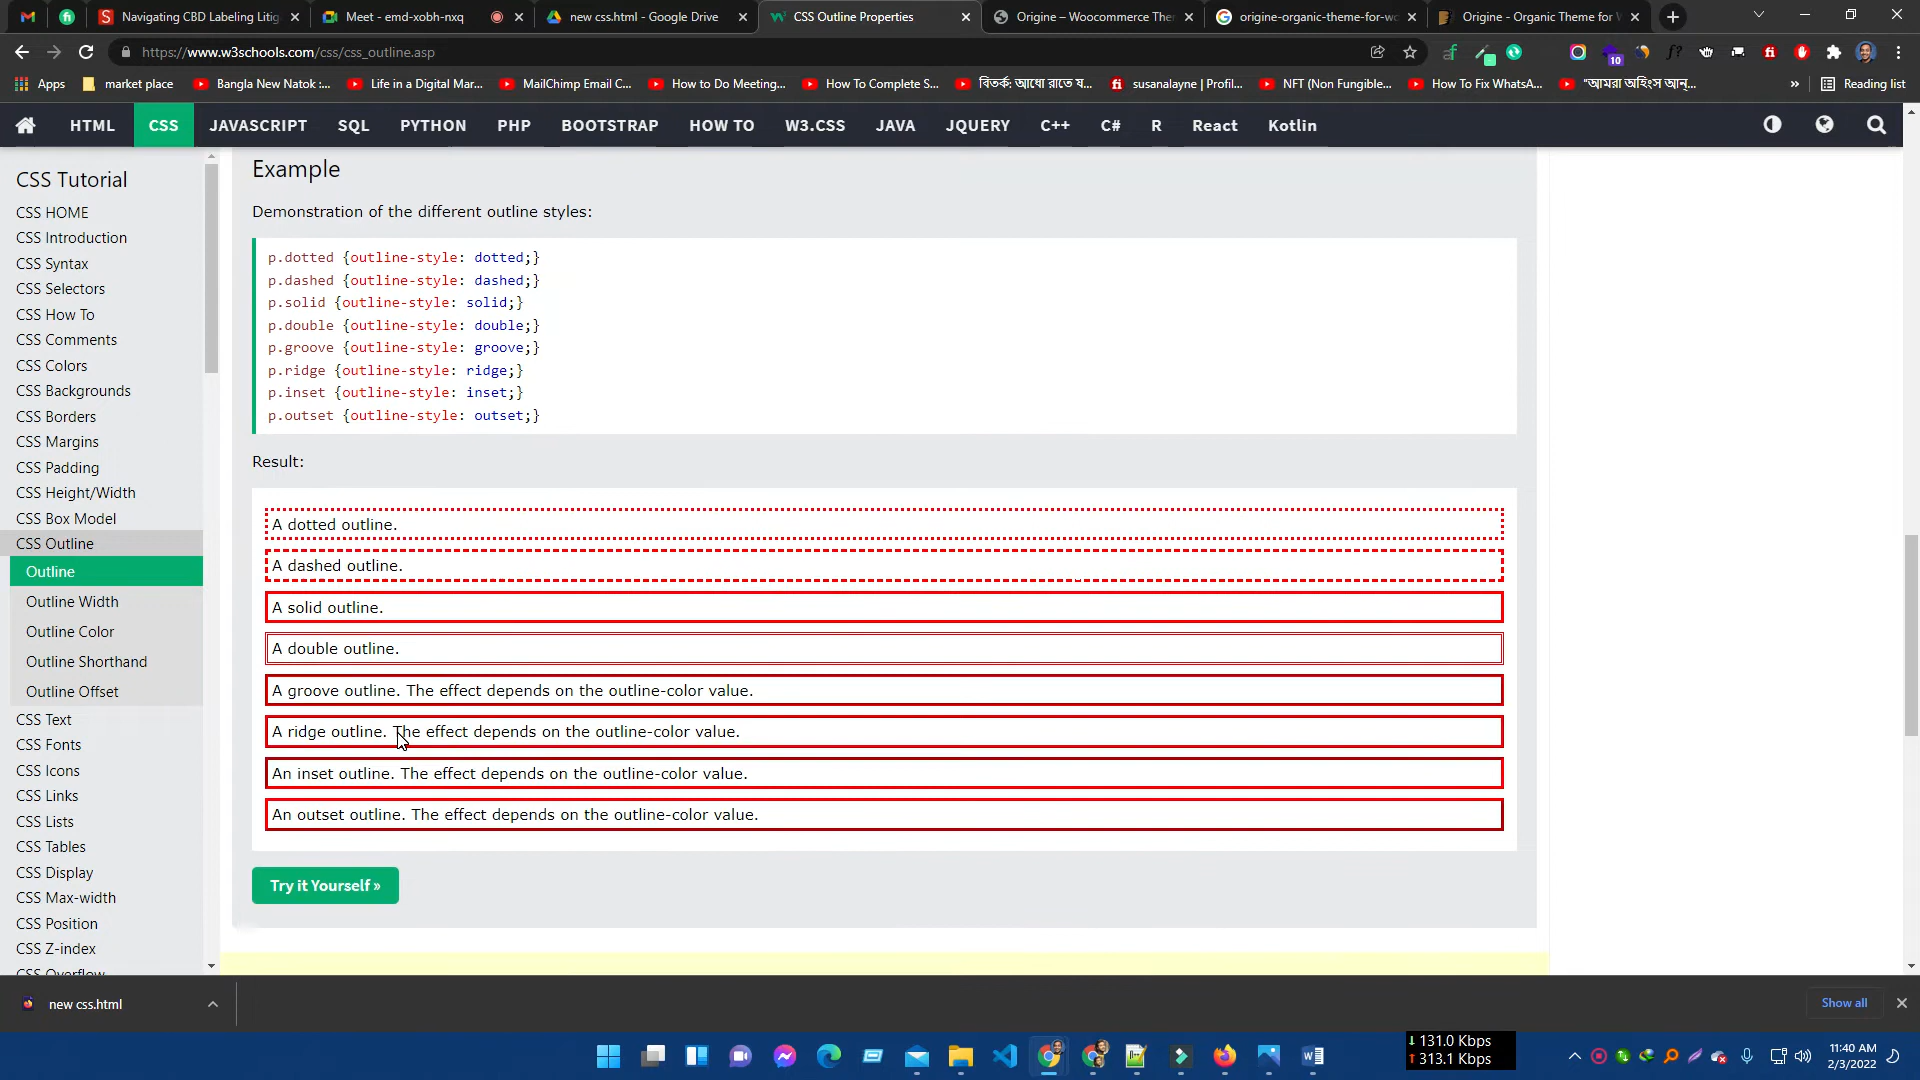 Navigating CBD Labeling Litig
Meet - emd-xobh-nxq
new css.html - Google Drive
CSS Outline Properties
Origine – Woocommerce The
origine-organic-theme-for-wo
Origine - Organic Theme for W
https://www.w3schools.com/css/css_outline.asp
10
Apps
market place
Bangla New Natok :...
Life in a Digital Mar...
MailChimp Email C...
How to Do Meeting...
How To Complete S...
বিতর্ক: আধো রাতে য...
susanalayne | Profil...
NFT (Non Fungible...
How To Fix WhatsA...
"আমরা অহিংস আন্...
»
Reading list
HTML
CSS
JAVASCRIPT
SQL
PYTHON
PHP
BOOTSTRAP
HOW TO
W3.CSS
JAVA
JQUERY
C++
C#
R
React
Kotlin
CSS Tutorial
CSS HOME
CSS Introduction
CSS Syntax
CSS Selectors
CSS How To
CSS Comments
CSS Colors
CSS Backgrounds
CSS Borders
CSS Margins
CSS Padding
CSS Height/Width
CSS Box Model
CSS Outline
Outline
Outline Width
Outline Color
Outline Shorthand
Outline Offset
CSS Text
CSS Fonts
CSS Icons
CSS Links
CSS Lists
CSS Tables
CSS Display
CSS Max-width
CSS Position
CSS Z-index
CSS Overflow
Example
Demonstration of the different outline styles:
p.dotted {outline-style: dotted;}
p.dashed {outline-style: dashed;}
p.solid {outline-style: solid;}
p.double {outline-style: double;}
p.groove {outline-style: groove;}
p.ridge {outline-style: ridge;}
p.inset {outline-style: inset;}
p.outset {outline-style: outset;}
Result:
A dotted outline.
A dashed outline.
A solid outline.
A double outline.
A groove outline. The effect depends on the outline-color value.
A ridge outline. The effect depends on the outline-color value.
An inset outline. The effect depends on the outline-color value.
An outset outline. The effect depends on the outline-color value.
Try it Yourself »
new css.html
Show all
131.0 Kbps
313.1 Kbps
11:40 AM
2/3/2022